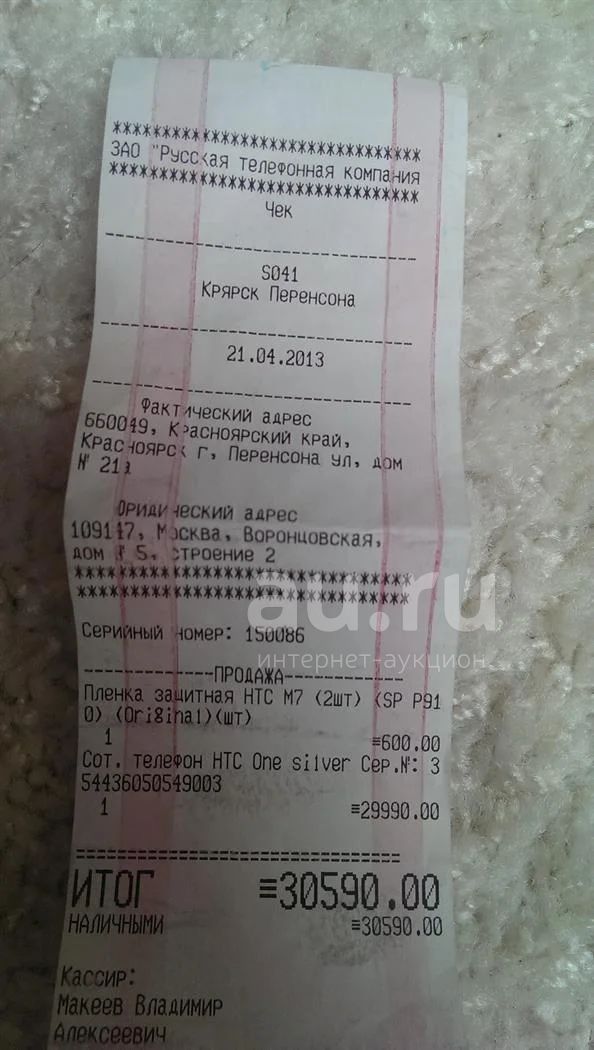 ********************************
ЗАО "Русская телефонная компания
********************************
Чек
S041
Крярск Перенсона
21.04.2013
Фактический адрес
660049, Красноярский край,
Красноярск г, Перенсона ул, дом
№ 21а
Юридический адрес
109147, Москва, Воронцовская,
дом № 5, строение 2
********************************
********************************
au.ru
Серийный номер: 150086
интернет-аукцион
-------------ПРОДАЖА-------------
Пленка защитная HTC M7 (2шт) (SP P91
0) (Original)(шт)
1 =600.00
Сот. телефон HTC One silver Сер.№: 3
54436050549003
1 =29990.00
================================
ИТОГ =30590.00
НАЛИЧНЫМИ =30590.00
Кассир:
Макеев Владимир
Алексеевич